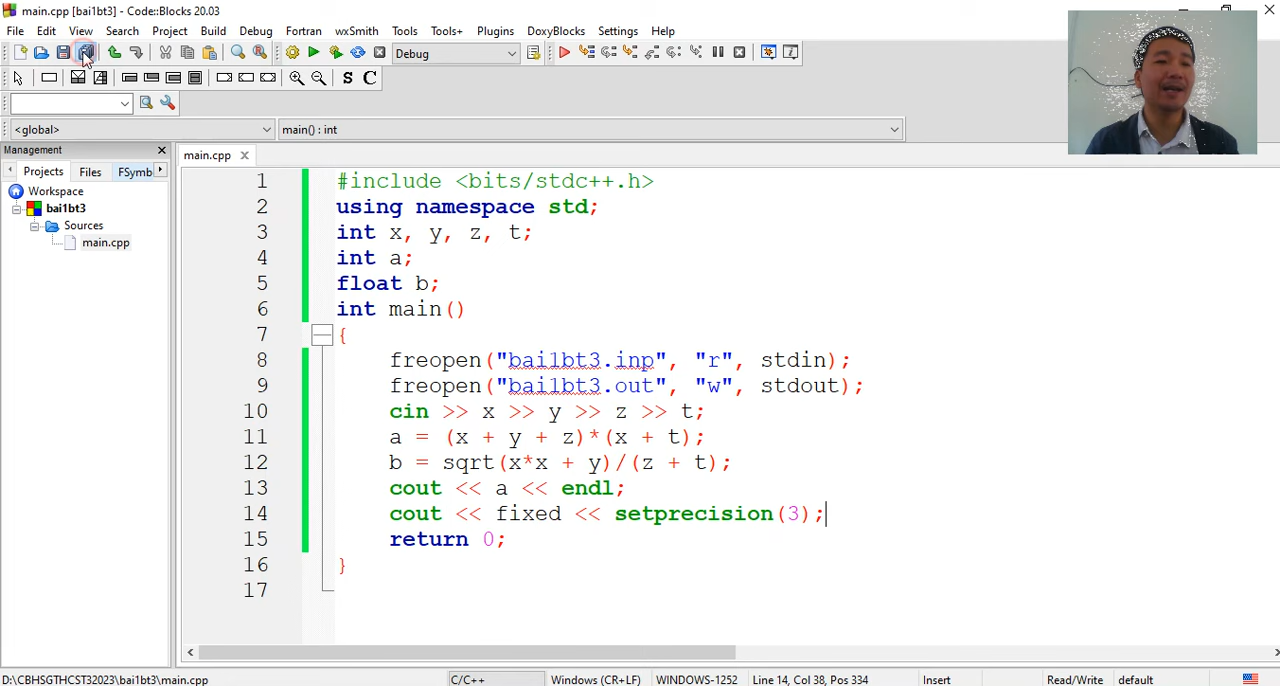 main.cpp [bai1bt3] - Code::Blocks 20.03
File Edit View Search Project Build Debug Fortran wxSmith Tools Tools+ Plugins DoxyBlocks Settings Help
Debug
S C
<global>
main() : int
Management
Projects Files FSymb
Workspace
bai1bt3
Sources
main.cpp
main.cpp
1 #include <bits/stdc++.h>
2 using namespace std;
3 int x, y, z, t;
4 int a;
5 float b;
6 int main()
7 {
8 freopen("bai1bt3.inp", "r", stdin);
9 freopen("bai1bt3.out", "w", stdout);
10 cin >> x >> y >> z >> t;
11 a = (x + y + z)*(x + t);
12 b = sqrt(x*x + y)/(z + t);
13 cout << a << endl;
14 cout << fixed << setprecision(3);
15 return 0;
16 }
17
D:\CBHSGTHCST32023\bai1bt3\main.cpp C/C++ Windows (CR+LF) WINDOWS-1252 Line 14, Col 38, Pos 334 Insert Read/Write default